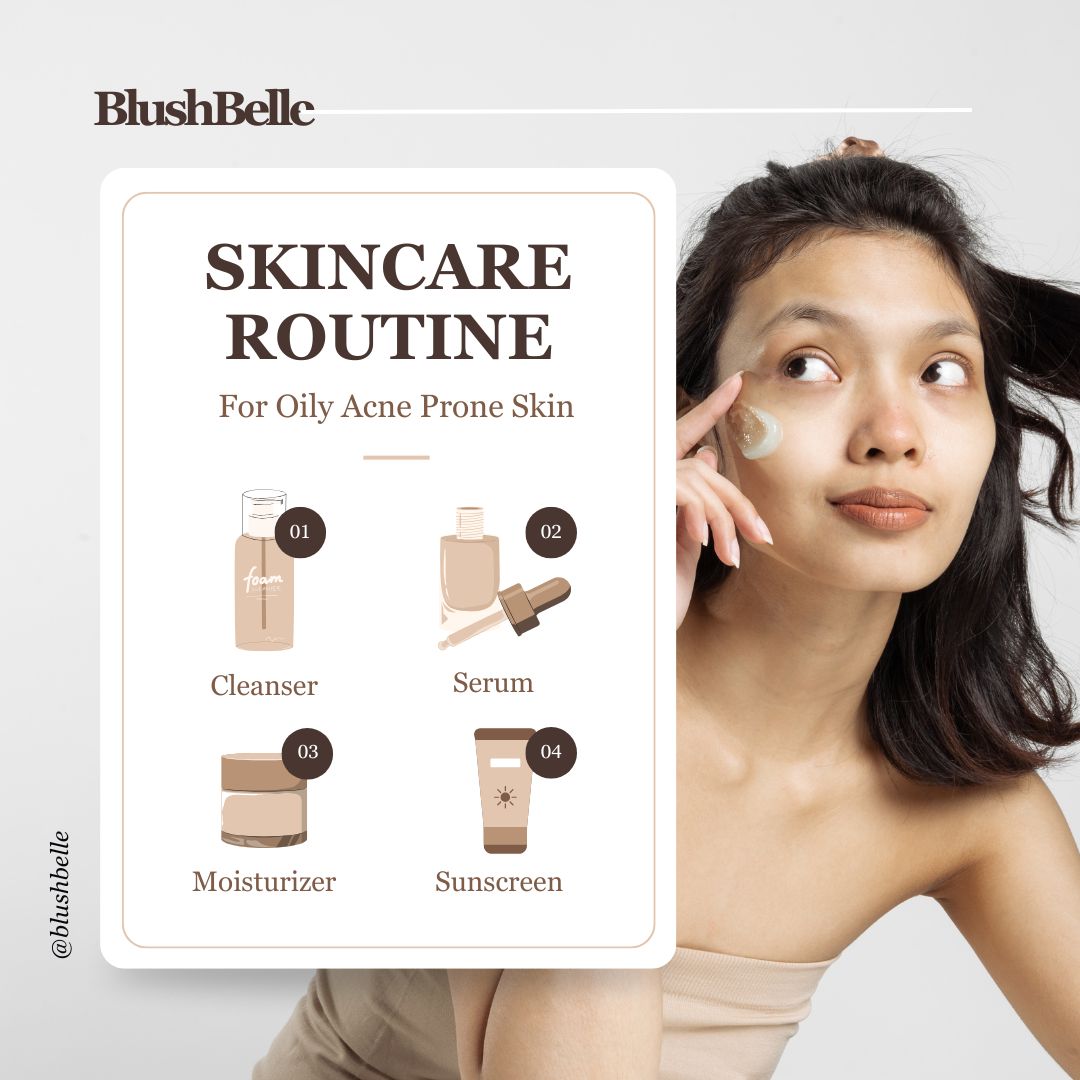 BlushBelle
SKINCARE
ROUTINE
For Oily Acne Prone Skin
01
foam
Cleanser
02
Serum
03
Moisturizer
04
Sunscreen
@blushbelle